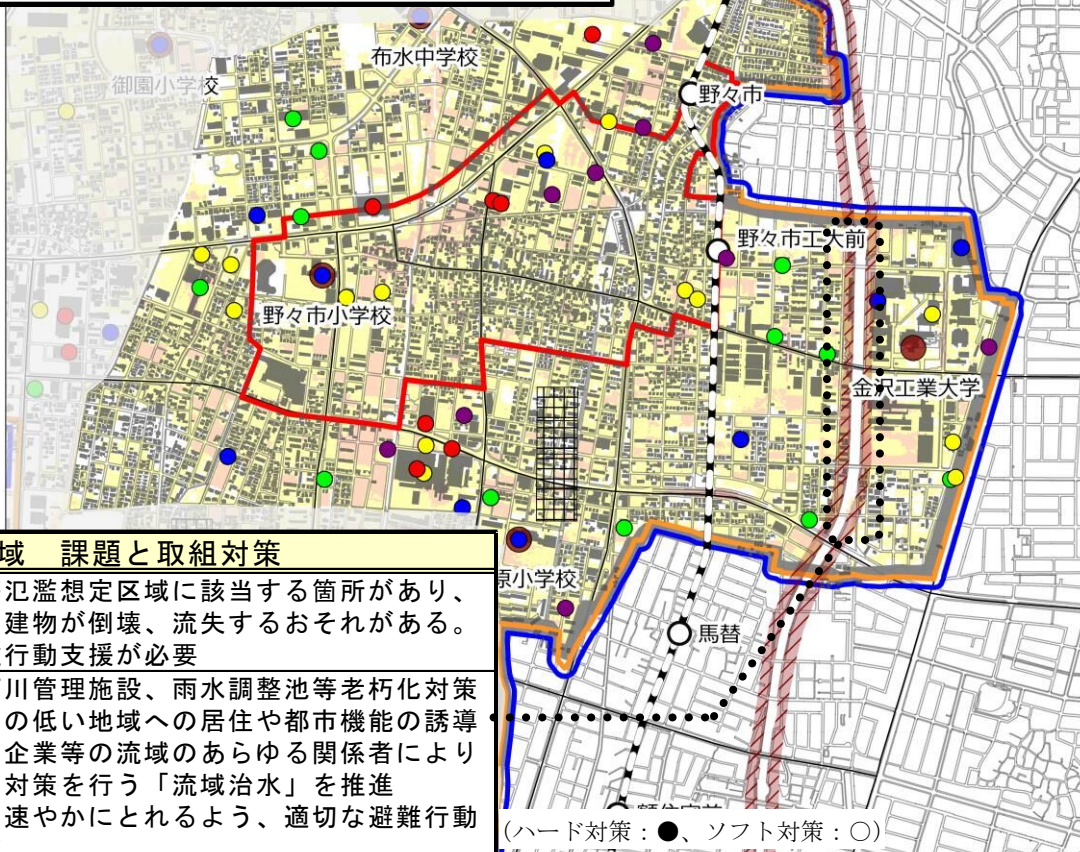 布水中学校
御園小学校
野々市
野々市工大前
野々市小学校
金沢工業大学
域　課題と取組対策
氾濫想定区域に該当する箇所があり、
建物が倒壊、流失するおそれがある。
行動支援が必要
川管理施設、雨水調整池等老朽化対策
の低い地域への居住や都市機能の誘導
企業等の流域のあらゆる関係者により
対策を行う「流域治水」を推進
速やかにとれるよう、適切な避難行動
原小学校
馬替
(ハード対策：●、ソフト対策：○)